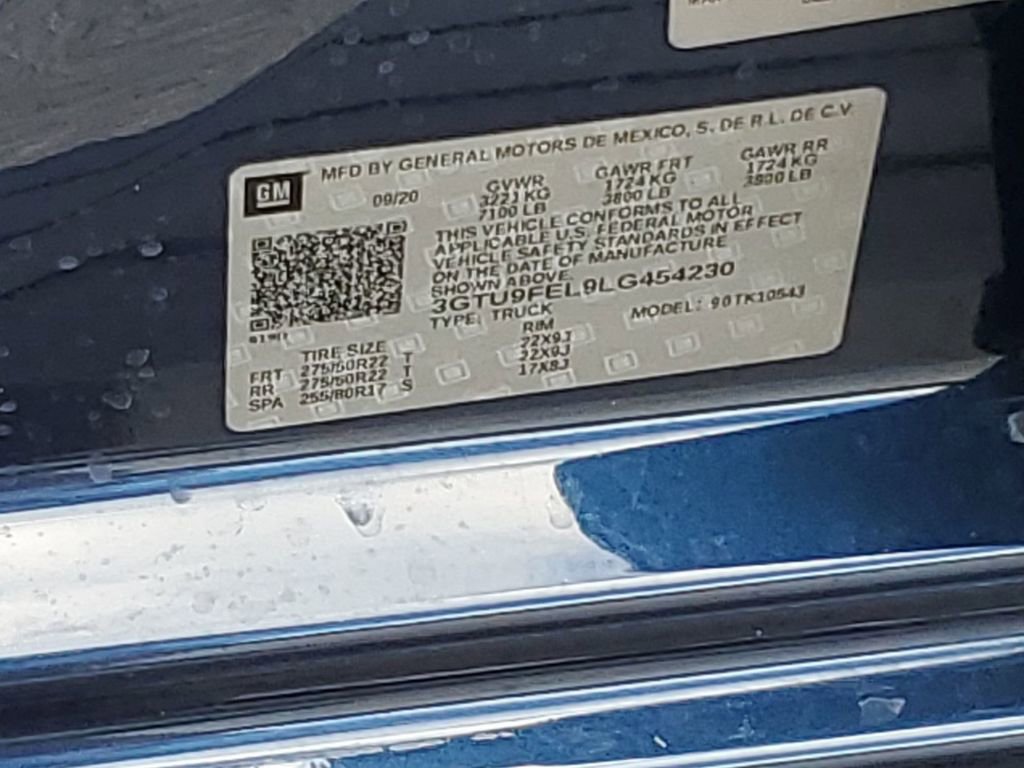 MFD BY GENERAL MOTORS DE MEXICO, S. DE R.L. DE C.V.
GM
09/20
GVWR GAWR FRT GAWR RR
3221 KG 1724 KG 1724 KG
7100 LB 3800 LB 3800 LB
THIS VEHICLE CONFORMS TO ALL
APPLICABLE U.S. FEDERAL MOTOR
VEHICLE SAFETY STANDARDS IN EFFECT
ON THE DATE OF MANUFACTURE
SHOWN ABOVE.
3GTU9FEL9LG454230
TYPE: TRUCK MODEL: 90TK10543
TIRE SIZE RIM
FRT 275/50R22 T 22X9J
RR 275/50R22 T 22X9J
SPA 255/80R17 S 17X8J